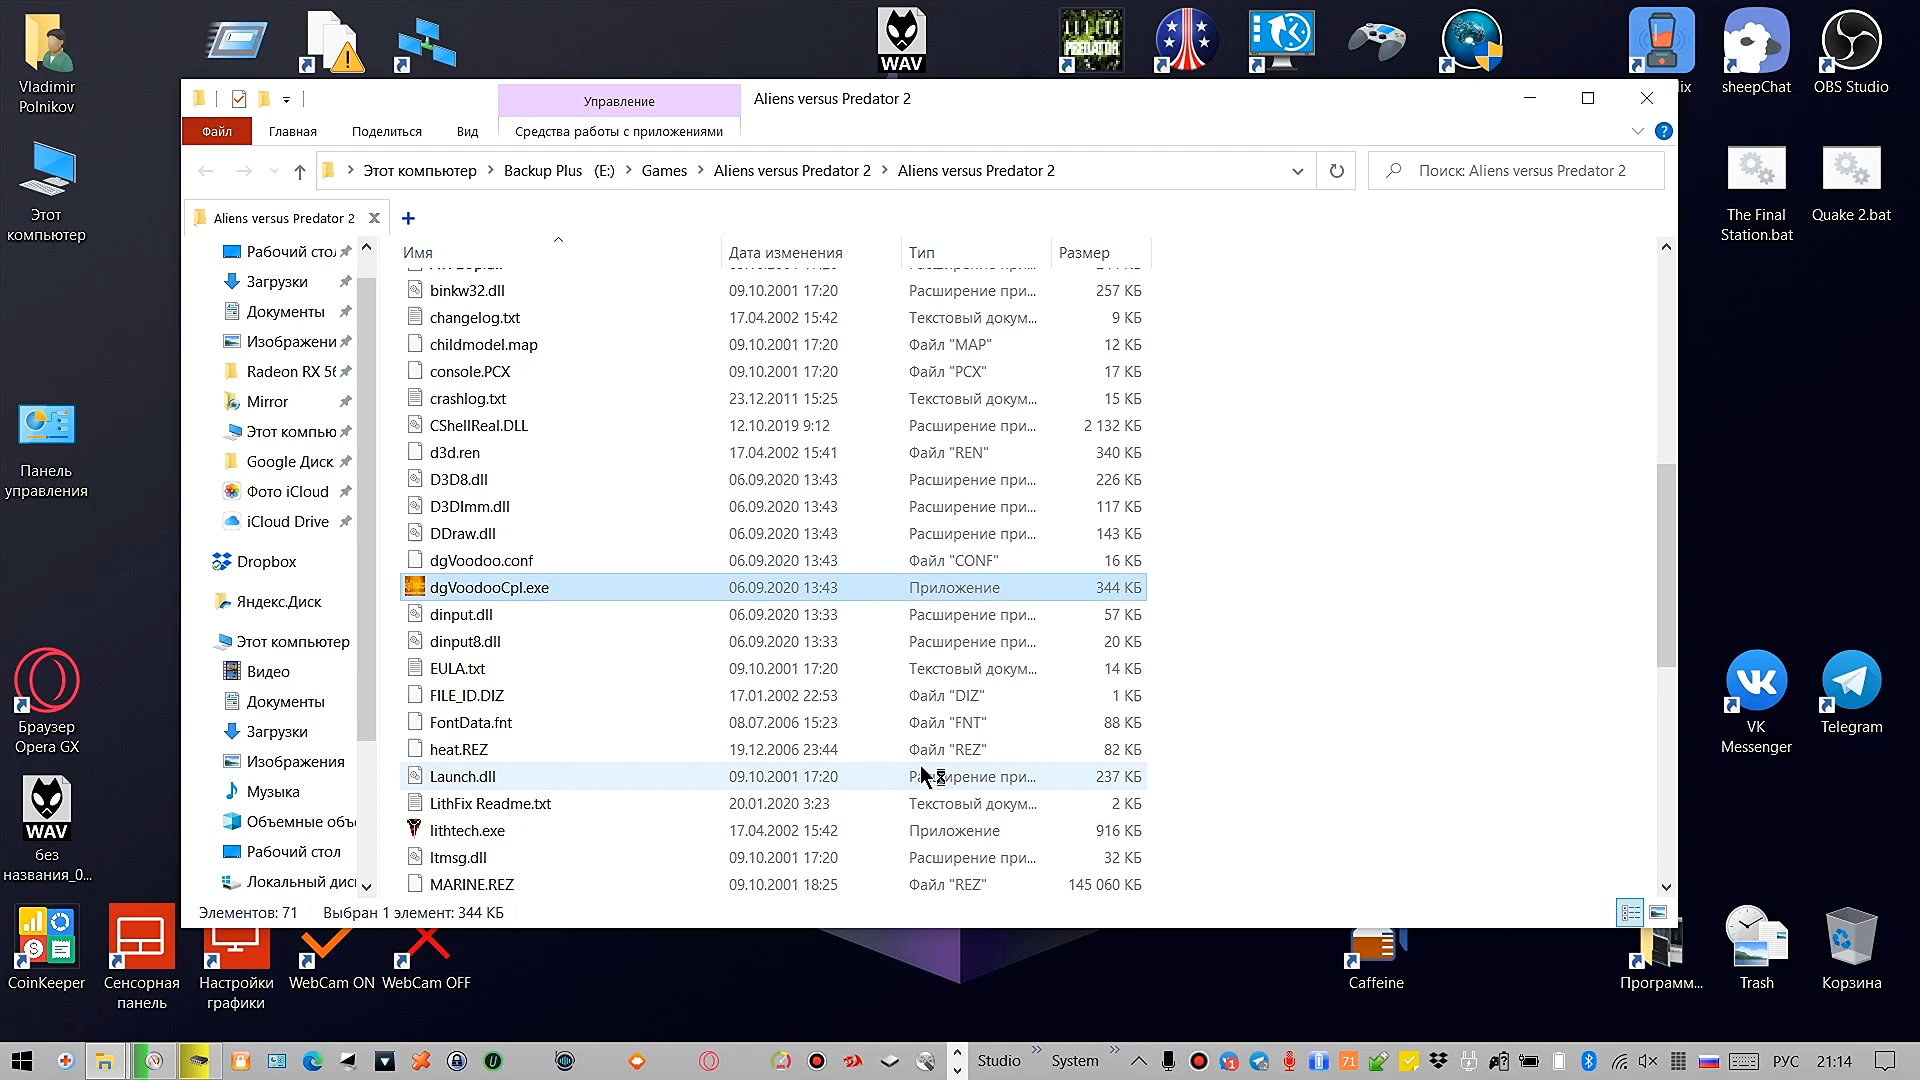 Vladimir
Polnikov
WAV
ALIENS
PREDATOR
sheepChat
OBS Studio
Управление
Aliens versus Predator 2
Файл
Главная
Поделиться
Вид
Средства работы с приложениями
Этот компьютер
Backup Plus (E:)
Games
Aliens versus Predator 2
Aliens versus Predator 2
Поиск: Aliens versus Predator 2
Aliens versus Predator 2
Имя
Дата изменения
Тип
Размер
Рабочий сто
Загрузки
Документы
Изображени
Radeon RX 56
Mirror
Этот компью
Google Диск
Фото iCloud
iCloud Drive
Dropbox
Яндекс.Диск
Этот компьютер
Видео
Документы
Загрузки
Изображения
Музыка
Объемные объ
Рабочий стол
Локальный дис
binkw32.dll 09.10.2001 17:20 Расширение при... 257 КБ
changelog.txt 17.04.2002 15:42 Текстовый докум... 9 КБ
childmodel.map 09.10.2001 17:20 Файл "MAP" 12 КБ
console.PCX 09.10.2001 17:20 Файл "PCX" 17 КБ
crashlog.txt 23.12.2011 15:25 Текстовый докум... 15 КБ
CShellReal.DLL 12.10.2019 9:12 Расширение при... 2 132 КБ
d3d.ren 17.04.2002 15:41 Файл "REN" 340 КБ
D3D8.dll 06.09.2020 13:43 Расширение при... 226 КБ
D3DImm.dll 06.09.2020 13:43 Расширение при... 117 КБ
DDraw.dll 06.09.2020 13:43 Расширение при... 143 КБ
dgVoodoo.conf 06.09.2020 13:43 Файл "CONF" 16 КБ
dgVoodooCpl.exe 06.09.2020 13:43 Приложение 344 КБ
dinput.dll 06.09.2020 13:33 Расширение при... 57 КБ
dinput8.dll 06.09.2020 13:33 Расширение при... 20 КБ
EULA.txt 09.10.2001 17:20 Текстовый докум... 14 КБ
FILE_ID.DIZ 17.01.2002 22:53 Файл "DIZ" 1 КБ
FontData.fnt 08.07.2006 15:23 Файл "FNT" 88 КБ
heat.REZ 19.12.2006 23:44 Файл "REZ" 82 КБ
Launch.dll 09.10.2001 17:20 ирение при... 237 КБ
LithFix Readme.txt 20.01.2020 3:23 Текстовый докум... 2 КБ
lithtech.exe 17.04.2002 15:42 Приложение 916 КБ
ltmsg.dll 09.10.2001 17:20 Расширение при... 32 КБ
MARINE.REZ 09.10.2001 18:25 Файл "REZ" 145 060 КБ
Элементов: 71
Выбран 1 элемент: 344 КБ
Этот
компьютер
Панель
управления
Браузер
Opera GX
WAV
без
названия_0...
The Final
Station.bat
Quake 2.bat
VK
Messenger
Telegram
CoinKeeper
Сенсорная
панель
Настройки
графики
WebCam ON
WebCam OFF
Caffeine
Программ...
Trash
Корзина
Studio
System
71
РУС
21:14